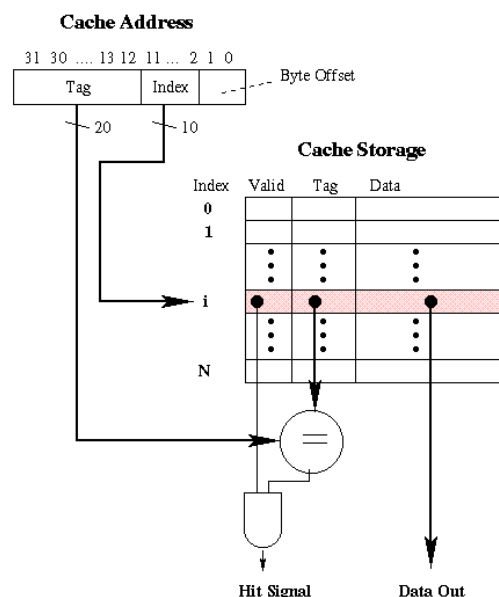 Cache Address
31 30 .... 13 12 11 ... 2 1 0
Tag Index
Byte Offset
20 10
Cache Storage
Index Valid Tag Data
0
1
i
N
==
Hit Signal Data Out